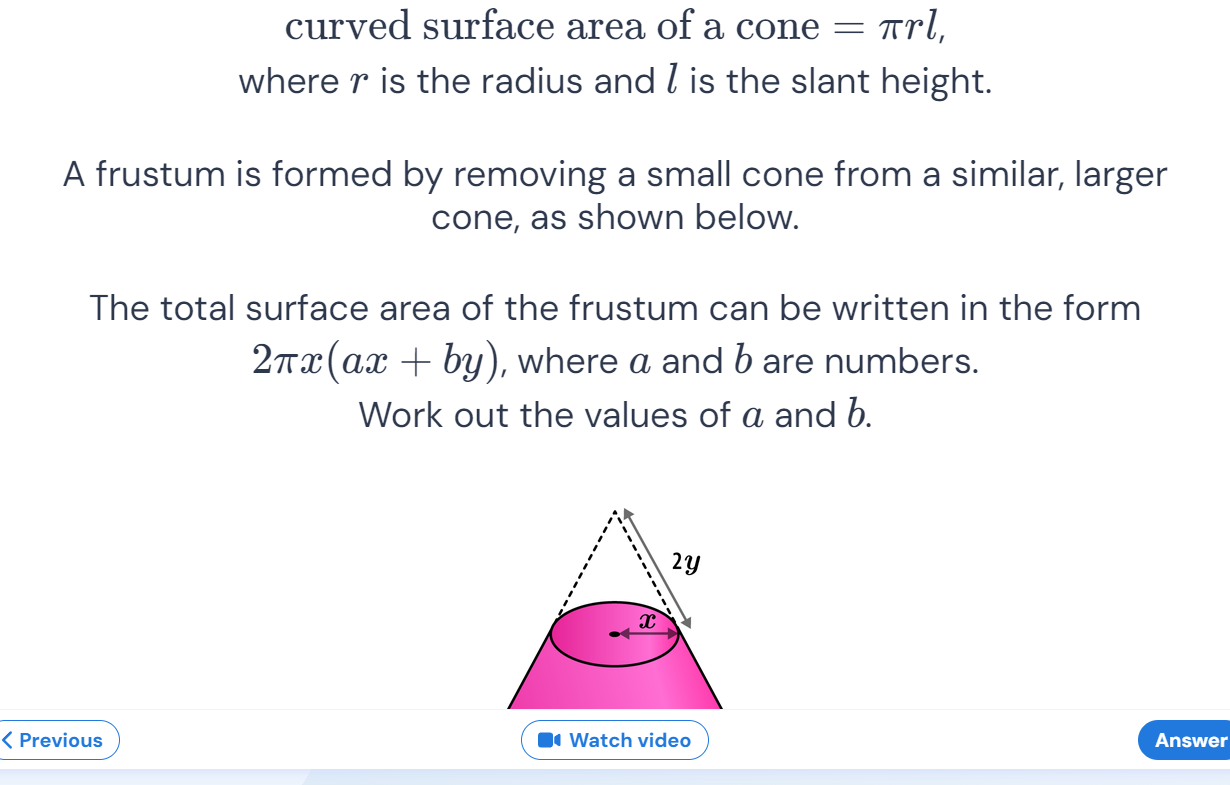 curved surface area of a cone = πrl,
where r is the radius and l is the slant height.
A frustum is formed by removing a small cone from a similar, larger
cone, as shown below.
The total surface area of the frustum can be written in the form
2πx(ax + by), where a and b are numbers.
Work out the values of a and b.
2y
x
Previous
Watch video
Answer